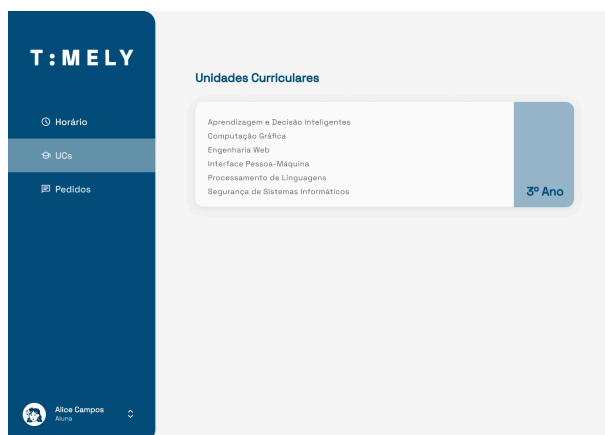 T:MELY
Horário
UCs
Pedidos
Alice Campos
Aluna
Unidades Curriculares
Aprendizagem e Decisão Inteligentes
Computação Gráfica
Engenharia Web
Interface Pessoa-Máquina
Processamento de Linguagens
Segurança de Sistemas Informáticos
3º Ano